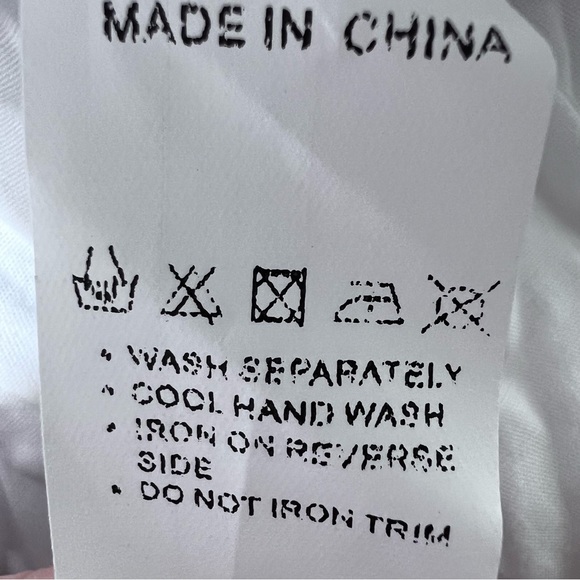 MADE IN CHINA
• WASH SEPARATELY
• COOL HAND WASH
• IRON ON REVERSE
SIDE
• DO NOT IRON TRIM